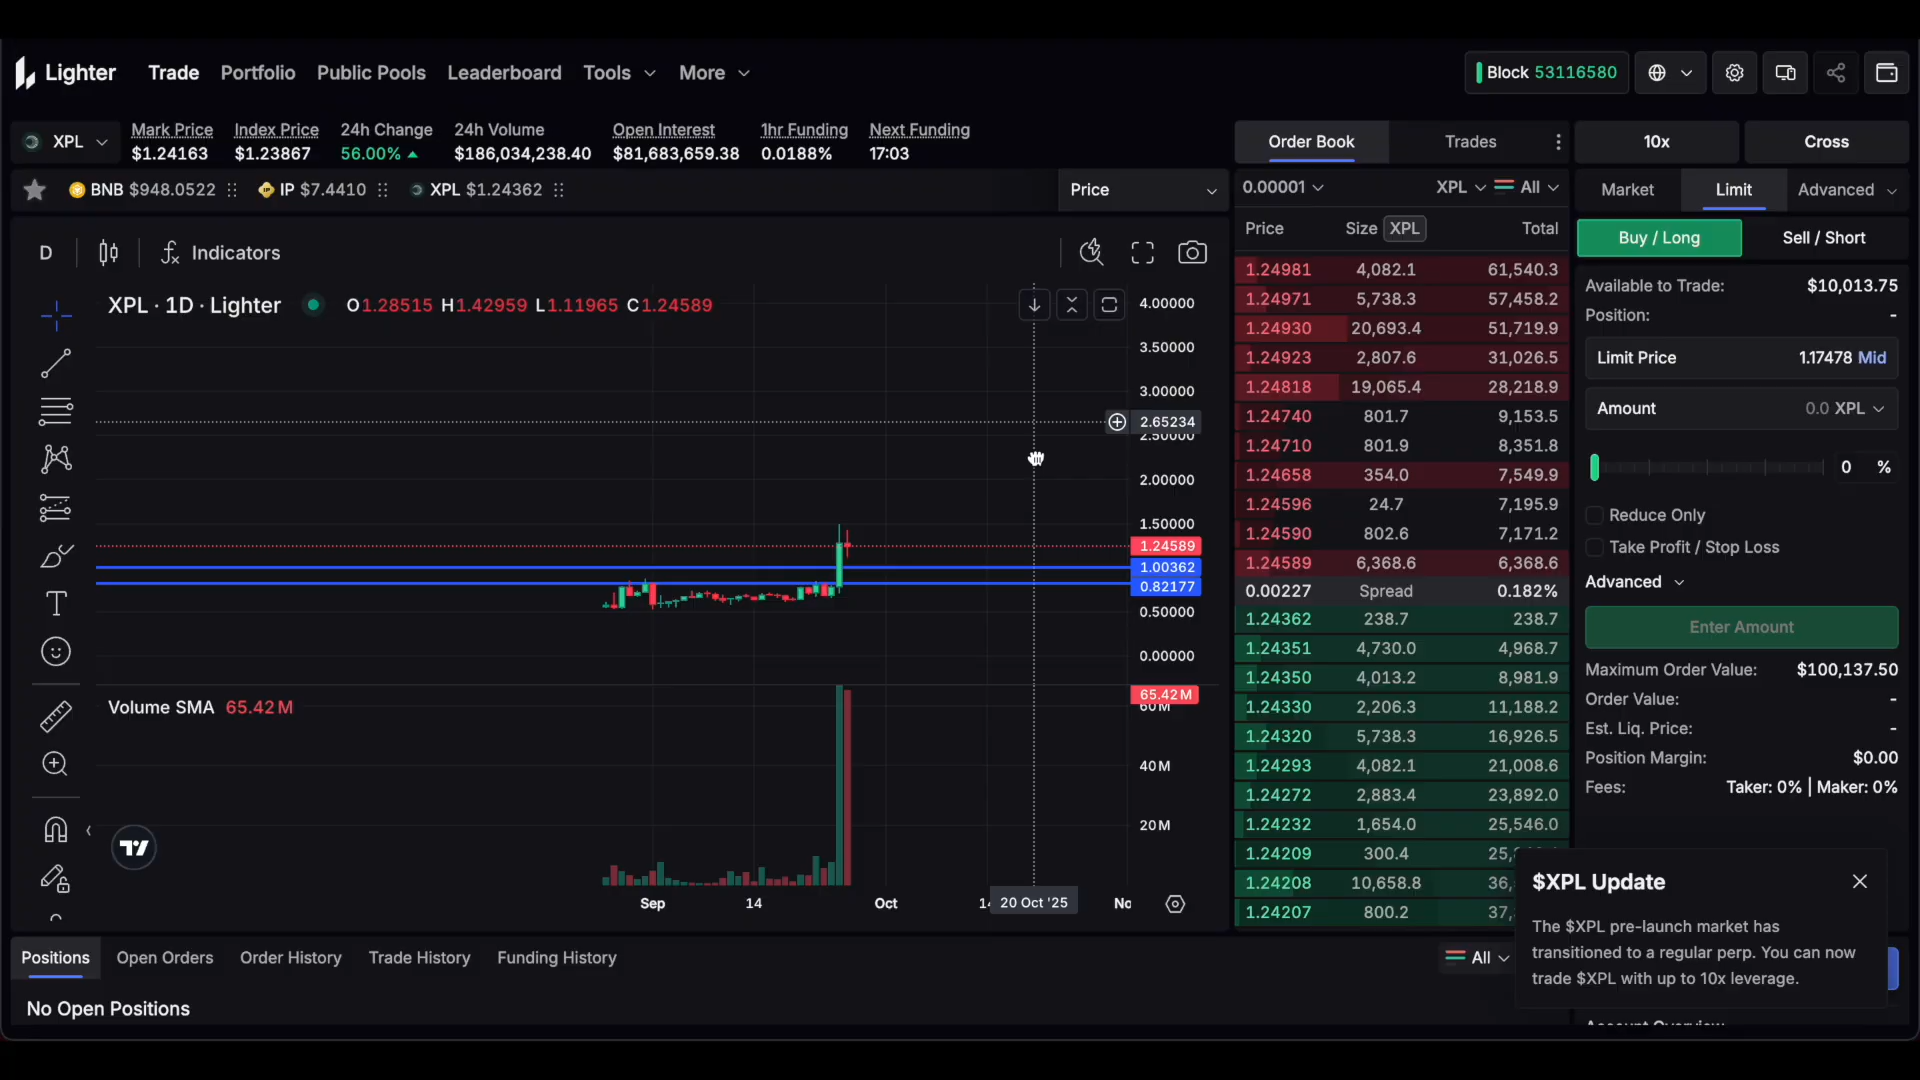 Lighter Trade Portfolio Public Pools Leaderboard Tools More Block 53116580
XPL
Mark Price Index Price 24h Change 24h Volume Open Interest 1hr Funding Next Funding
$1.24163 $1.23867 56.00% $186,034,238.40 $81,683,659.38 0.0188% 17:03
BNB $948.0522 IP $7.4410 XPL $1.24362 Price
D Indicators
XPL · 1D · Lighter O1.28515 H1.42959 L1.11965 C1.24589
4.00000
3.50000
3.00000
2.65234
2.50000
2.00000
1.50000
1.24589
1.00362
0.82177
0.50000
0.00000
Volume SMA 65.42 M
65.42 M
60 M
40 M
20 M
Sep 14 Oct 14 20 Oct '25 No
Order Book Trades
0.00001 XPL All
Price Size XPL Total
1.24981 4,082.1 61,540.3
1.24971 5,738.3 57,458.2
1.24930 20,693.4 51,719.9
1.24923 2,807.6 31,026.5
1.24818 19,065.4 28,218.9
1.24740 801.7 9,153.5
1.24710 801.9 8,351.8
1.24658 354.0 7,549.9
1.24596 24.7 7,195.9
1.24590 802.6 7,171.2
1.24589 6,368.6 6,368.6
0.00227 Spread 0.182%
1.24362 238.7 238.7
1.24351 4,730.0 4,968.7
1.24350 4,013.2 8,981.9
1.24330 2,206.3 11,188.2
1.24320 5,738.3 16,926.5
1.24293 4,082.1 21,008.6
1.24272 2,883.4 23,892.0
1.24232 1,654.0 25,546.0
1.24209 300.4 25,
1.24208 10,658.8 36,
1.24207 800.2 37,
10x Cross
Market Limit Advanced
Buy / Long Sell / Short
Available to Trade: $10,013.75
Position: -
Limit Price 1.17478 Mid
Amount 0.0 XPL
0 %
Reduce Only
Take Profit / Stop Loss
Advanced
Enter Amount
Maximum Order Value: $100,137.50
Order Value: -
Est. Liq. Price: -
Position Margin: $0.00
Fees: Taker: 0% | Maker: 0%
$XPL Update
The $XPL pre-launch market has
transitioned to a regular perp. You can now
trade $XPL with up to 10x leverage.
Account Overview
Positions Open Orders Order History Trade History Funding History All
No Open Positions